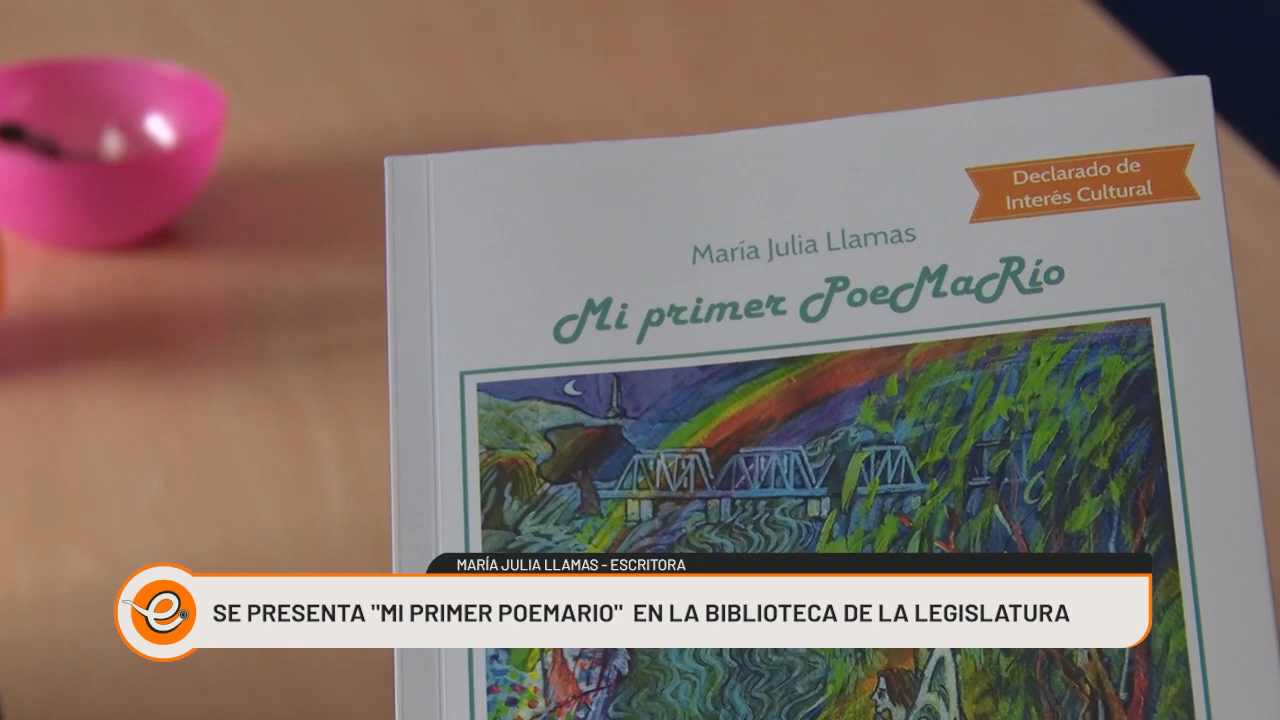 Declarado de
Interés Cultural
María Julia Llamas
Mi primer PoeMaRío
MARÍA JULIA LLAMAS - ESCRITORA
SE PRESENTA "MI PRIMER POEMARIO" EN LA BIBLIOTECA DE LA LEGISLATURA